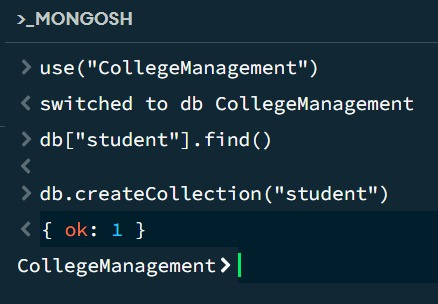 >_MONGOSH
> use("CollegeManagement")
< switched to db CollegeManagement
> db["student"].find()
<
> db.createCollection("student")
< { ok: 1 }
CollegeManagement>